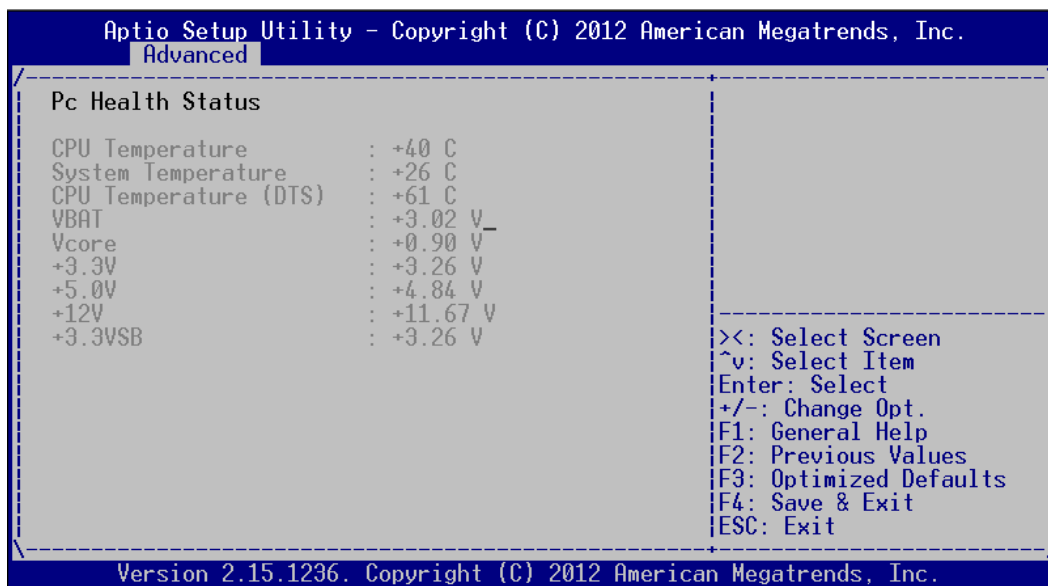 Aptio Setup Utility - Copyright (C) 2012 American Megatrends, Inc.
Advanced
Pc Health Status
CPU Temperature : +40 C
System Temperature : +26 C
CPU Temperature (DTS) : +61 C
VBAT : +3.02 V_
Vcore : +0.90 V
+3.3V : +3.26 V
+5.0V : +4.84 V
+12V : +11.67 V
+3.3VSB : +3.26 V
><: Select Screen
^v: Select Item
Enter: Select
+/-: Change Opt.
F1: General Help
F2: Previous Values
F3: Optimized Defaults
F4: Save & Exit
ESC: Exit
Version 2.15.1236. Copyright (C) 2012 American Megatrends, Inc.